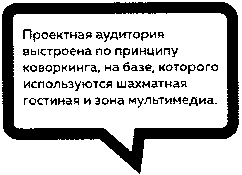 Проектная аудитория
выстроена по принципу
коворкинга, на базе, которого
используются шахматная
гостиная и зона мультимедиа.